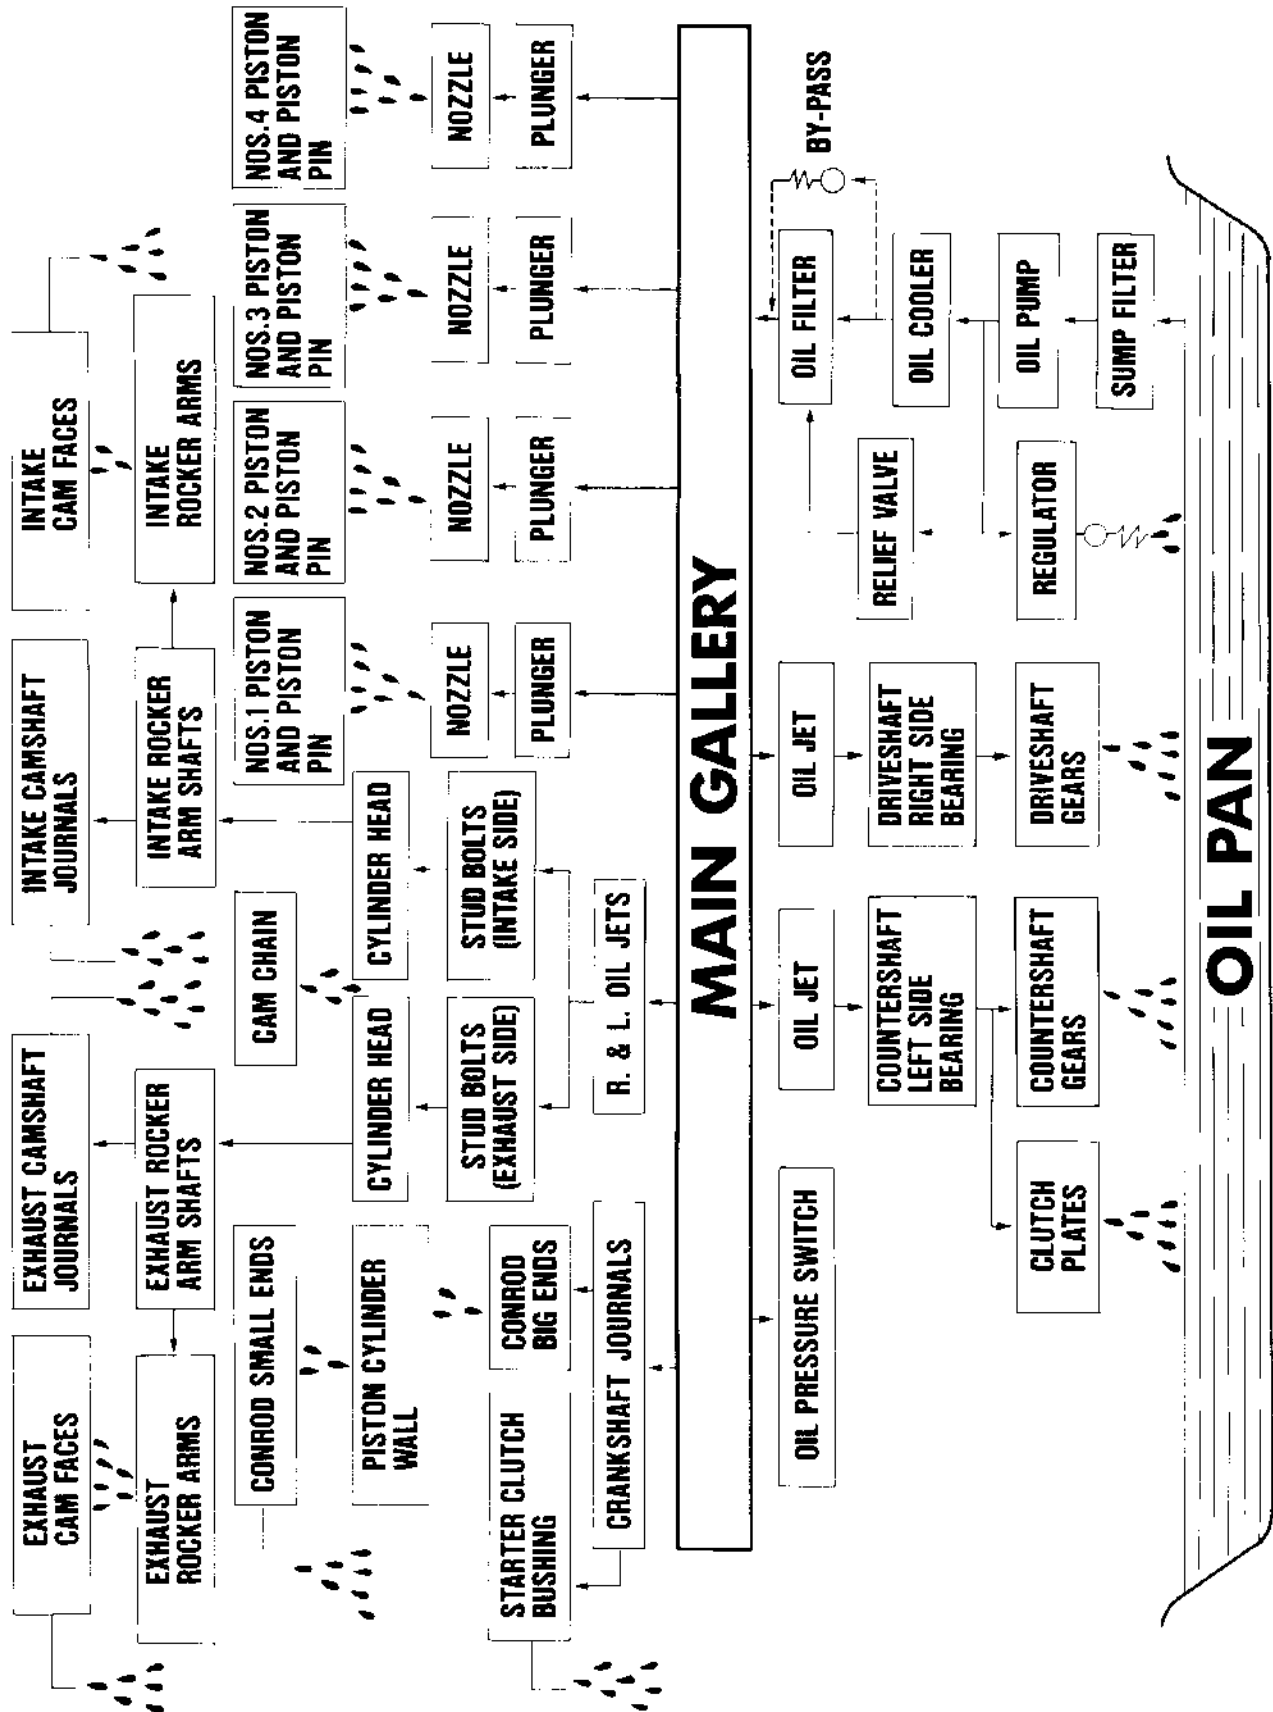 EXHAUST
CAM FACES
EXHAUST CAMSHAFT
JOURNALS
INTAKE CAMSHAFT
JOURNALS
INTAKE
CAM FACES
EXHAUST
ROCKER ARMS
EXHAUST ROCKER
ARM SHAFTS
INTAKE ROCKER
ARM SHAFTS
INTAKE
ROCKER ARMS
CONROD SMALL ENDS
CAM CHAIN
NOS.1 PISTON
AND PISTON
PIN
NOS.2 PISTON
AND PISTON
PIN
NOS.3 PISTON
AND PISTON
PIN
NOS.4 PISTON
AND PISTON
PIN
PISTON CYLINDER
WALL
CYLINDER HEAD
CYLINDER HEAD
STUD BOLTS
(EXHAUST SIDE)
STUD BOLTS
(INTAKE SIDE)
NOZZLE
NOZZLE
NOZZLE
NOZZLE
STARTER CLUTCH
BUSHING
CONROD
BIG ENDS
PLUNGER
PLUNGER
PLUNGER
PLUNGER
CRANKSHAFT JOURNALS
R. & L. OIL JETS
MAIN GALLERY
OIL PRESSURE SWITCH
OIL JET
OIL JET
OIL FILTER
BY-PASS
COUNTERSHAFT
LEFT SIDE
BEARING
DRIVESHAFT
RIGHT SIDE
BEARING
RELIEF VALVE
OIL COOLER
CLUTCH
PLATES
COUNTERSHAFT
GEARS
DRIVESHAFT
GEARS
REGULATOR
OIL PUMP
SUMP FILTER
OIL PAN